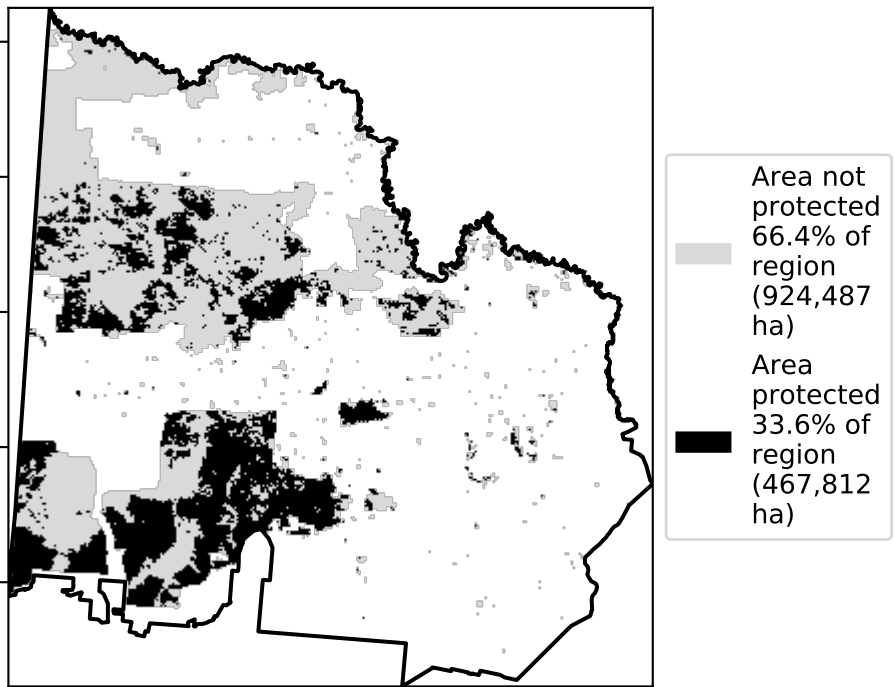 Area not
protected
66.4% of
region
(924,487
ha)
Area
protected
33.6% of
region
(467,812
ha)